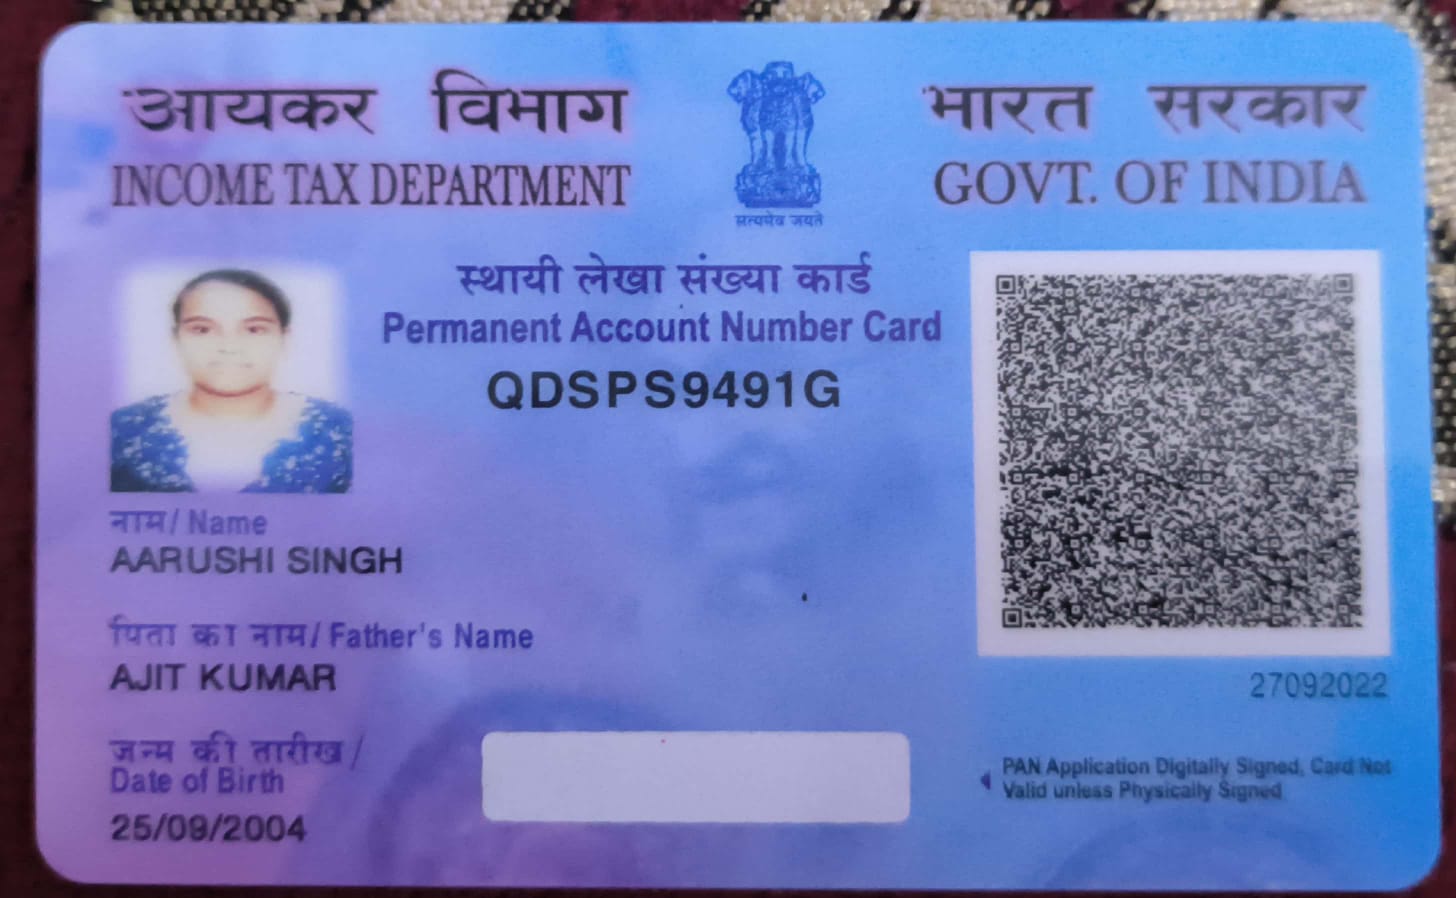 आयकर विभाग
INCOME TAX DEPARTMENT
सत्यमेव जयते
भारत सरकार
GOVT. OF INDIA
स्थायी लेखा संख्या कार्ड
Permanent Account Number Card
QDSPS9491G
नाम / Name
AARUSHI SINGH
पिता का नाम / Father's Name
AJIT KUMAR
जन्म की तारीख /
Date of Birth
25/09/2004
27092022
PAN Application Digitally Signed, Card Not
Valid unless Physically Signed